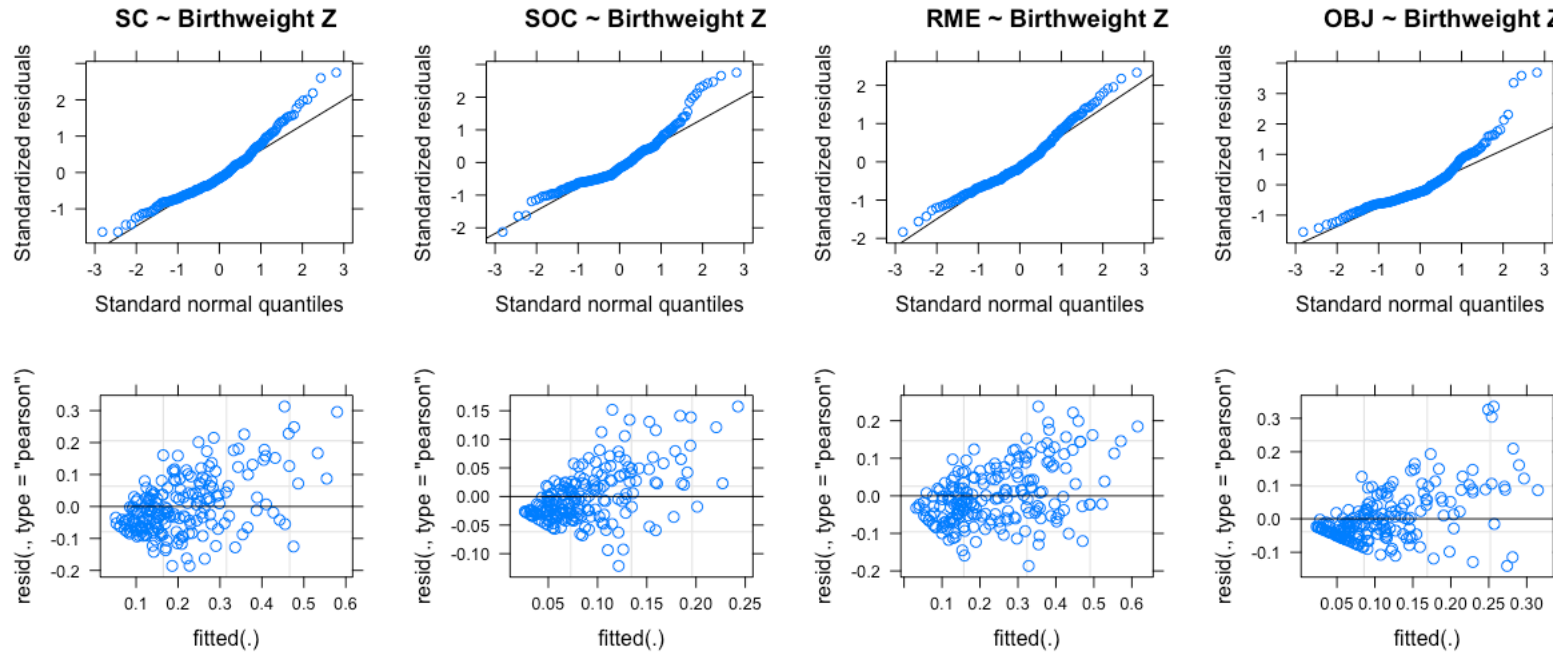 SC ~ Birthweight Z
Standardized residuals
2
1
0
-1
-3 -2 -1 0 1 2 3
Standard normal quantiles
SOC ~ Birthweight Z
Standardized residuals
2
1
0
-1
-2
-3 -2 -1 0 1 2 3
Standard normal quantiles
RME ~ Birthweight Z
Standardized residuals
2
1
0
-1
-2
-3 -2 -1 0 1 2 3
Standard normal quantiles
OBJ ~ Birthweight Z
Standardized residuals
3
2
1
0
-1
-3 -2 -1 0 1 2 3
Standard normal quantiles
resid(., type = "pearson")
0.3
0.2
0.1
0.0
-0.1
-0.2
0.1 0.2 0.3 0.4 0.5 0.6
fitted(.)
resid(., type = "pearson")
0.15
0.10
0.05
0.00
-0.05
-0.10
0.05 0.10 0.15 0.20 0.25
fitted(.)
resid(., type = "pearson")
0.2
0.1
0.0
-0.1
-0.2
0.1 0.2 0.3 0.4 0.5 0.6
fitted(.)
resid(., type = "pearson")
0.3
0.2
0.1
0.0
-0.1
0.05 0.10 0.15 0.20 0.25 0.30
fitted(.)